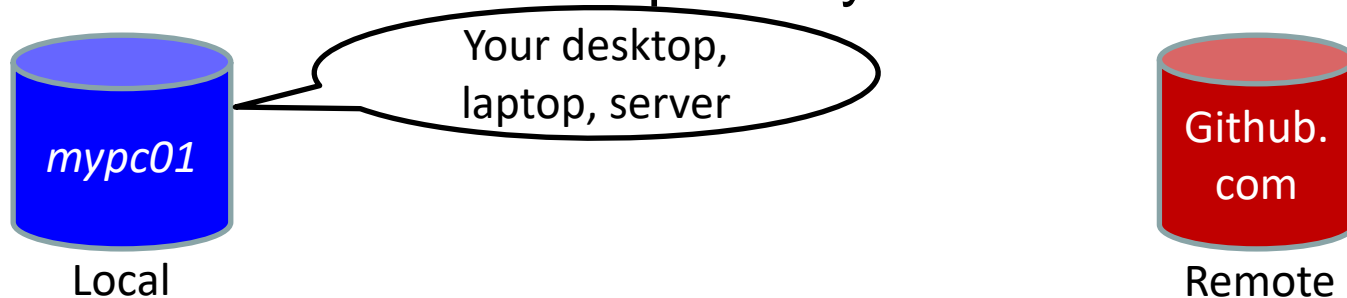 Your desktop,
laptop, server
mypc01
Github.
com
Local
Remote